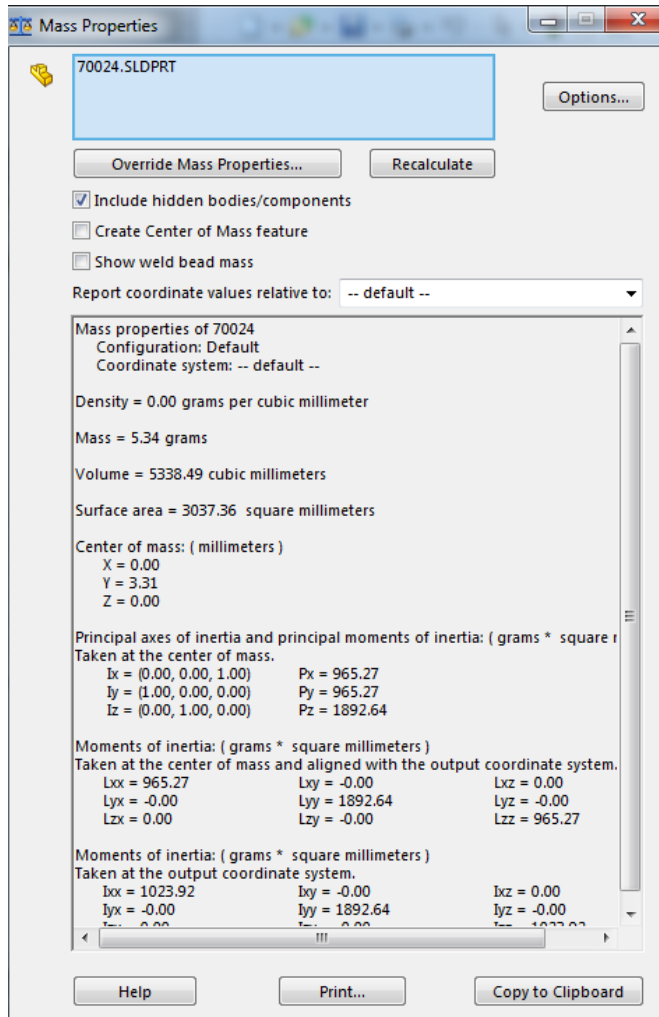 Mass Properties
70024.SLDPRT
Options...
Override Mass Properties...
Recalculate
Include hidden bodies/components
Create Center of Mass feature
Show weld bead mass
Report coordinate values relative to: -- default --
Mass properties of 70024
Configuration: Default
Coordinate system: -- default --
Density = 0.00 grams per cubic millimeter
Mass = 5.34 grams
Volume = 5338.49 cubic millimeters
Surface area = 3037.36 square millimeters
Center of mass: ( millimeters )
X = 0.00
Y = 3.31
Z = 0.00
Principal axes of inertia and principal moments of inertia: ( grams * square
Taken at the center of mass.
Ix = (0.00, 0.00, 1.00) Px = 965.27
Iy = (1.00, 0.00, 0.00) Py = 965.27
Iz = (0.00, 1.00, 0.00) Pz = 1892.64
Moments of inertia: ( grams * square millimeters )
Taken at the center of mass and aligned with the output coordinate system.
Lxx = 965.27 Lxy = -0.00 Lxz = 0.00
Lyx = -0.00 Lyy = 1892.64 Lyz = -0.00
Lzx = 0.00 Lzy = -0.00 Lzz = 965.27
Moments of inertia: ( grams * square millimeters )
Taken at the output coordinate system.
Ixx = 1023.92 Ixy = -0.00 Ixz = 0.00
Iyx = -0.00 Iyy = 1892.64 Iyz = -0.00
Help
Print...
Copy to Clipboard